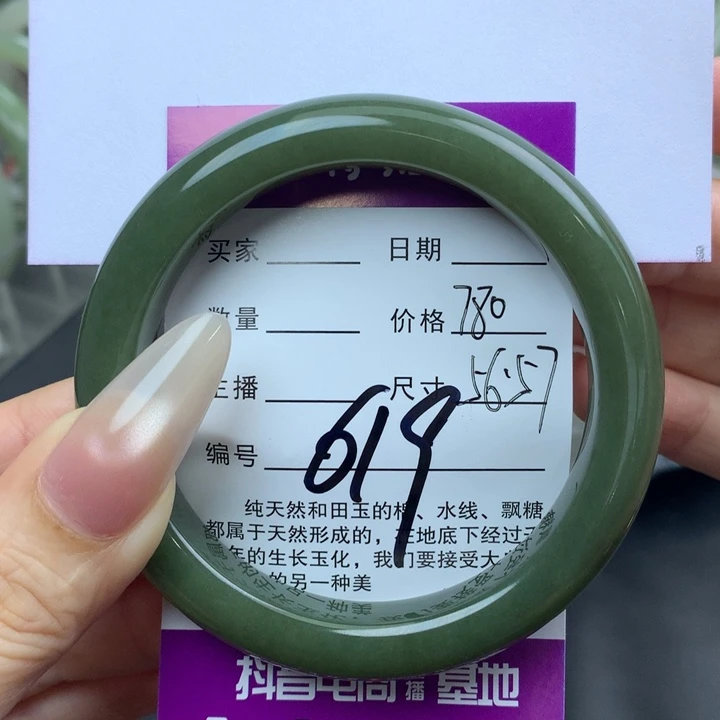 买家 日期
数量 价格 780
主播 尺寸 56.57
编号 619
纯天然和田玉的棉、水线、飘糖
都属于天然形成的,在地底下经过
年的生长玉化,我们要接受大
的另一种美
抖音电商 播 基地